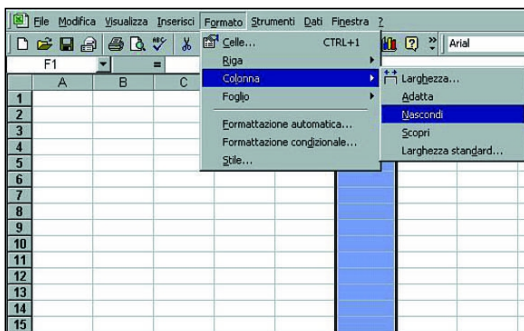 File Modifica Visualizza Inserisci Formato Strumenti Dati Finestra ?
Arial
F1 =
Celle... CTRL+1
Riga
Colonna
Foglio
Formattazione automatica...
Formattazione condizionale...
Stile...
Larghezza...
Adatta
Nascondi
Scopri
Larghezza standard...
A B C
1
2
3
4
5
6
7
8
9
10
11
12
13
14
15